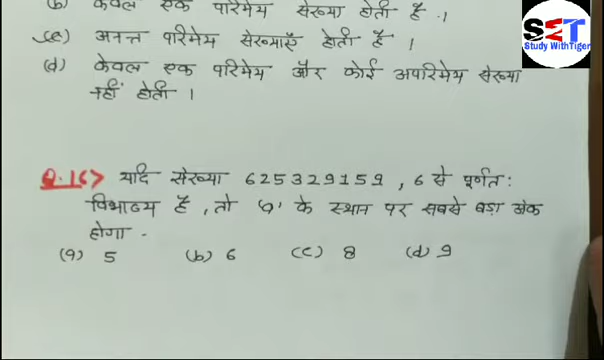 (b) केवल एक परिमेय संख्या होती है ।
(c) अनन्त परिमेय संख्याएँ होती है ।
(d) केवल एक परिमेय और कोई अपरिमेय संख्या
नहीं होती ।
SET
Study WithTiger
Q.16> यदि संख्या 625329159 , 6 से पूर्णत:
विभाज्य है , तो 'a' के स्थान पर सबसे बड़ा अंक
होगा -
(a) 5 (b) 6 (c) 8 (d) 9